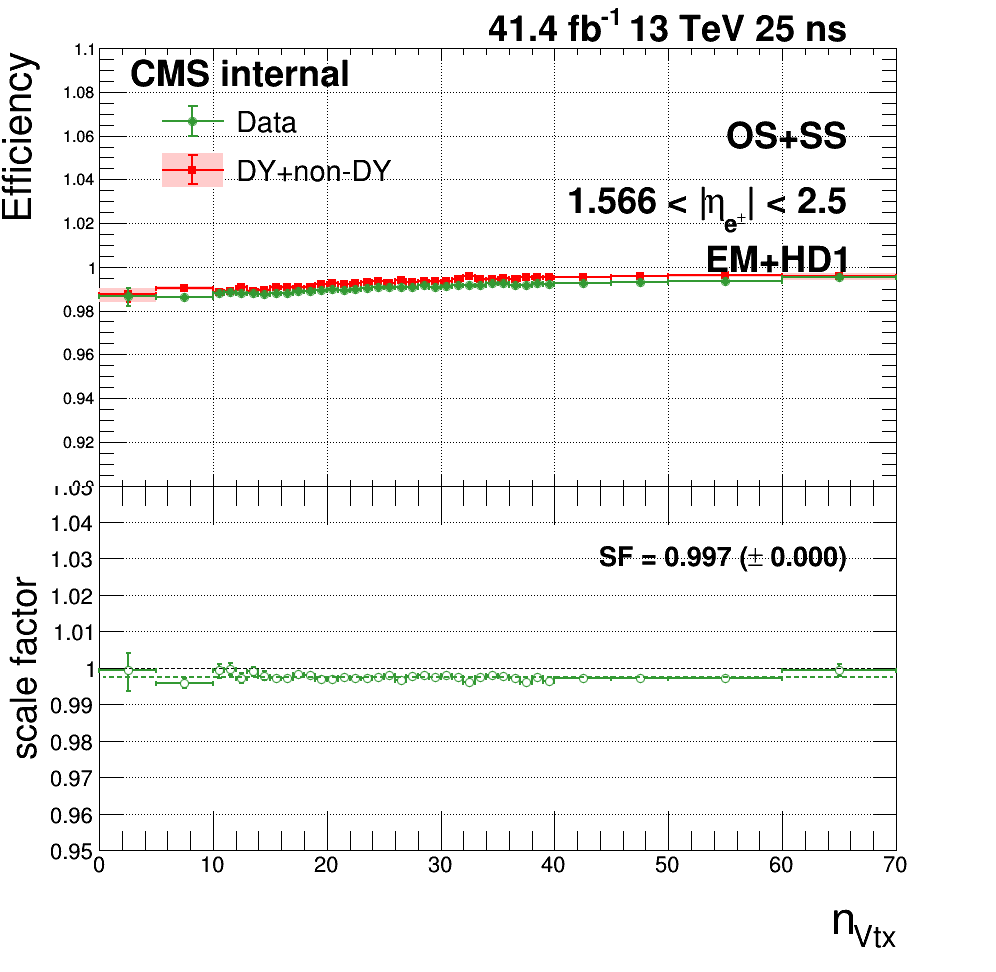 41.4 fb⁻¹ 13 TeV 25 ns
Efficiency
1.1
1.08
1.06
1.04
1.02
1
0.98
0.96
0.94
0.92
CMS internal
Data
DY+non-DY
OS+SS
1.566 < |η_e±| < 2.5
EM+HD1
scale factor
1.05
1.04
1.03
1.02
1.01
1
0.99
0.98
0.97
0.96
0.95
SF = 0.997 (± 0.000)
0 10 20 30 40 50 60 70
n_Vtx